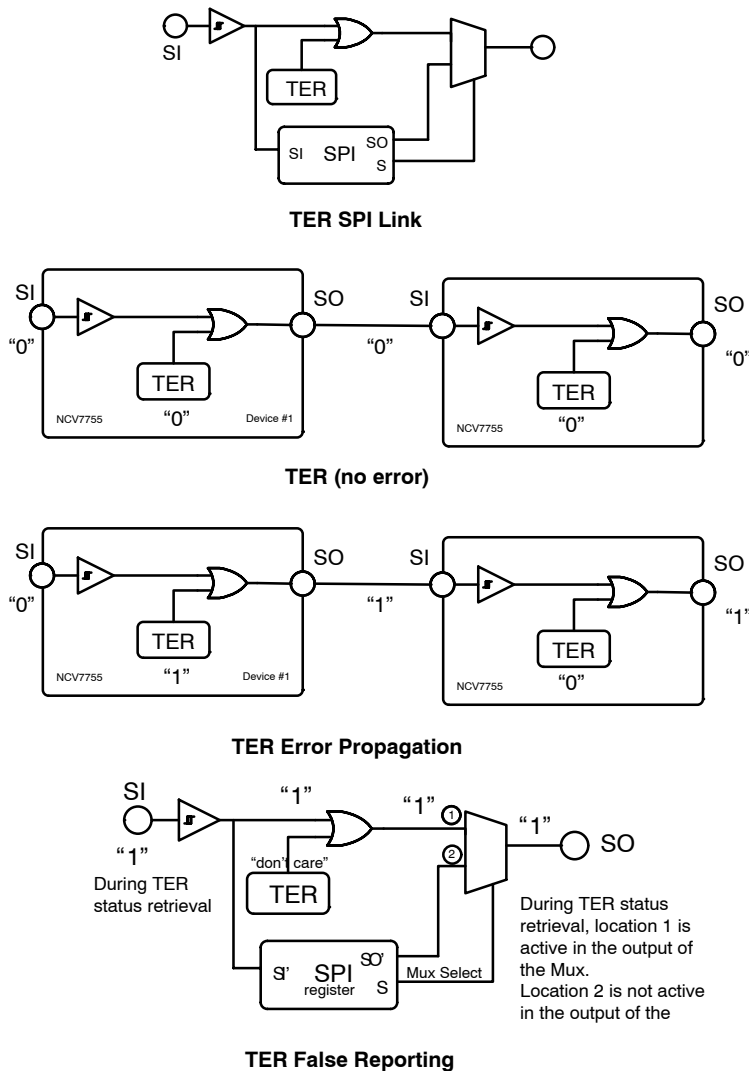 SI
TER
SI SPI SO
S
TER SPI Link
SI
SO
SI
SO
“0”
“0”
“0”
TER
TER
“0”
“0”
NCV7755
Device #1
NCV7755
TER (no error)
SI
SO
SI
SO
“0”
“1”
“1”
TER
TER
“1”
“0”
NCV7755
Device #1
NCV7755
TER Error Propagation
SI
“1”
“1”
1
“1”
SO
“1”
2
“don’t care”
During TER
status retrieval
TER
During TER status
retrieval, location 1 is
active in the output of
the Mux.
Location 2 is not active
in the output of the
SI’ SPI SO’
register S
Mux Select
TER False Reporting